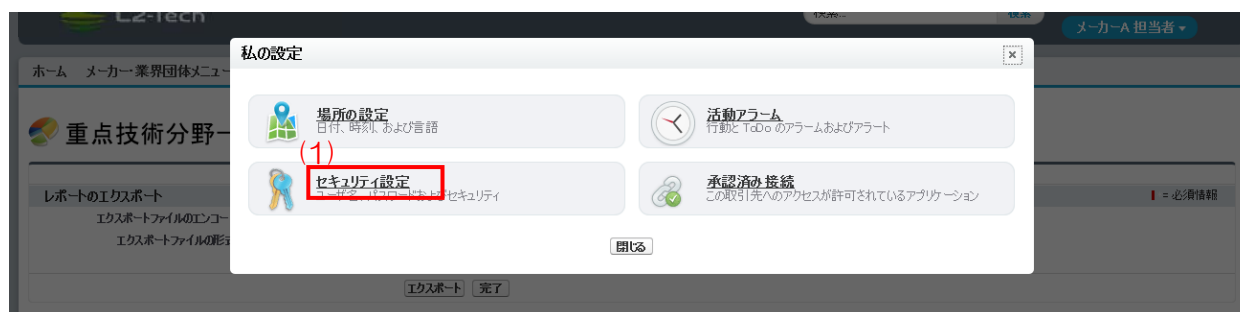 L2-Tech
検索...
検索
メーカーA 担当者
私の設定
ホーム メーカー・業界団体メニュー
場所の設定
日付、時刻、および言語
活動アラーム
行動と ToDo のアラームおよびアラート
重点技術分野一
(1)
セキュリティ設定
ユーザ名、パスワードおよびセキュリティ
承認済み接続
この取引先へのアクセスが許可されているアプリケーション
レポートのエクスポート
= 必須情報
エクスポートファイルのエンコー
エクスポートファイルの形
閉じる
エクスポート 完了